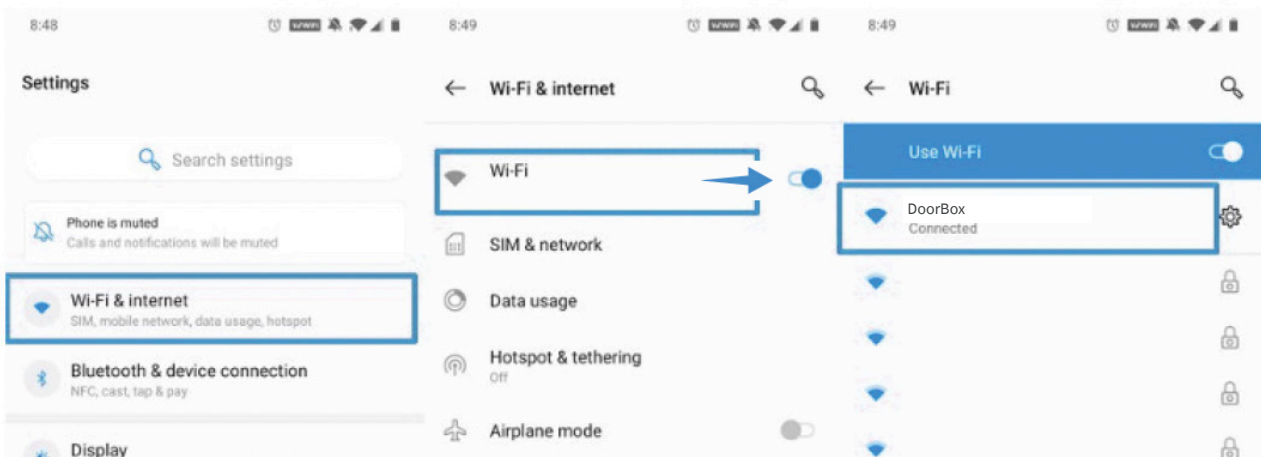 8:48
Settings
Search settings
Phone is muted
Calls and notifications will be muted
Wi-Fi & internet
SIM, mobile network, data usage, hotspot
Bluetooth & device connection
NFC, cast, tap & pay
Display
8:49
Wi-Fi & internet
Wi-Fi
SIM & network
Data usage
Hotspot & tethering
Off
Airplane mode
8:49
Wi-Fi
Use Wi-Fi
DoorBox
Connected